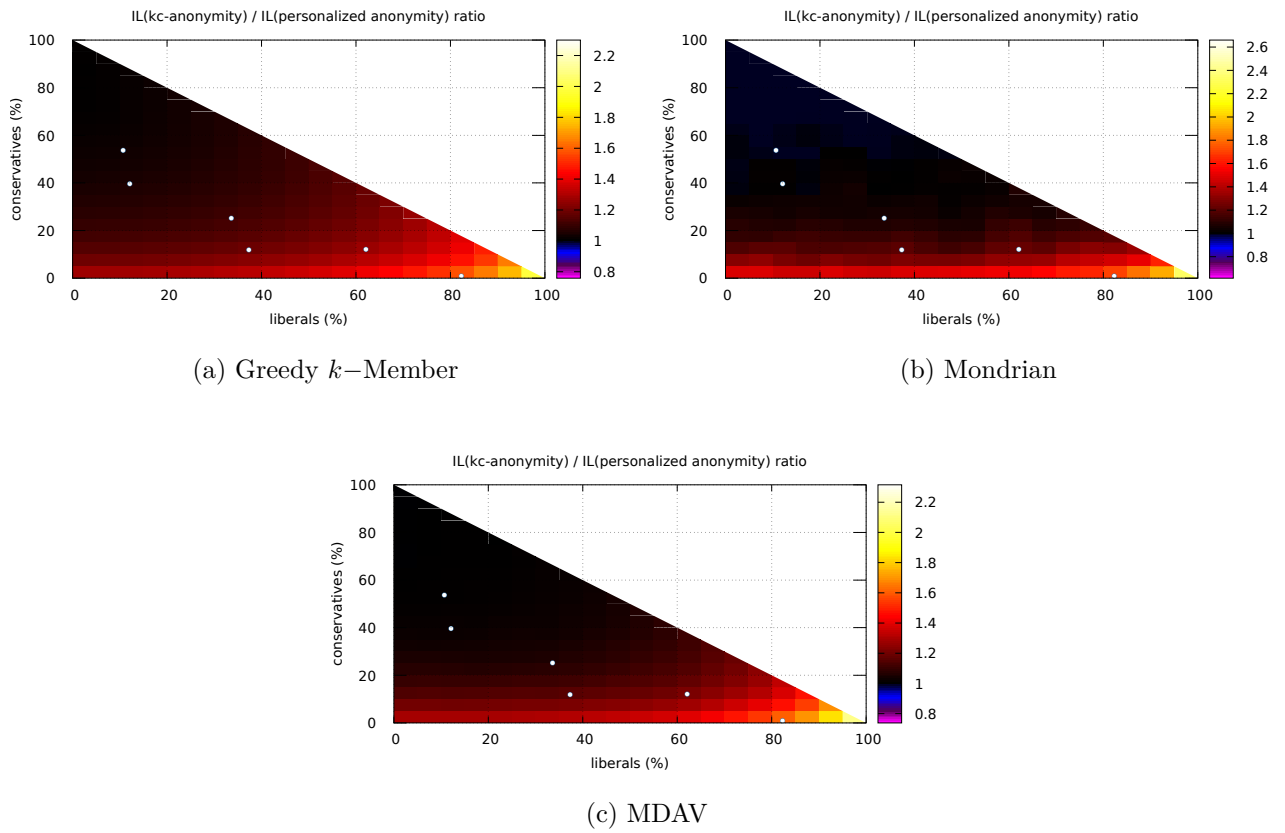 IL(kc-anonymity) / IL(personalized anonymity) ratio
100
80
60
40
20
0
conservatives (%)
0 20 40 60 80 100
liberals (%)
2.2
2
1.8
1.6
1.4
1.2
1
0.8
(a) Greedy k−Member
IL(kc-anonymity) / IL(personalized anonymity) ratio
100
80
60
40
20
0
conservatives (%)
0 20 40 60 80 100
liberals (%)
2.6
2.4
2.2
2
1.8
1.6
1.4
1.2
1
0.8
(b) Mondrian
IL(kc-anonymity) / IL(personalized anonymity) ratio
100
80
60
40
20
0
conservatives (%)
0 20 40 60 80 100
liberals (%)
2.2
2
1.8
1.6
1.4
1.2
1
0.8
(c) MDAV